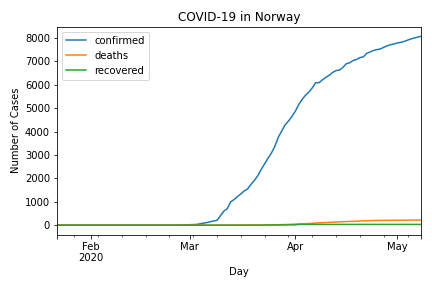 COVID-19 in Norway
confirmed
deaths
recovered
Number of Cases
8000
7000
6000
5000
4000
3000
2000
1000
0
Feb Mar Apr May
2020
Day